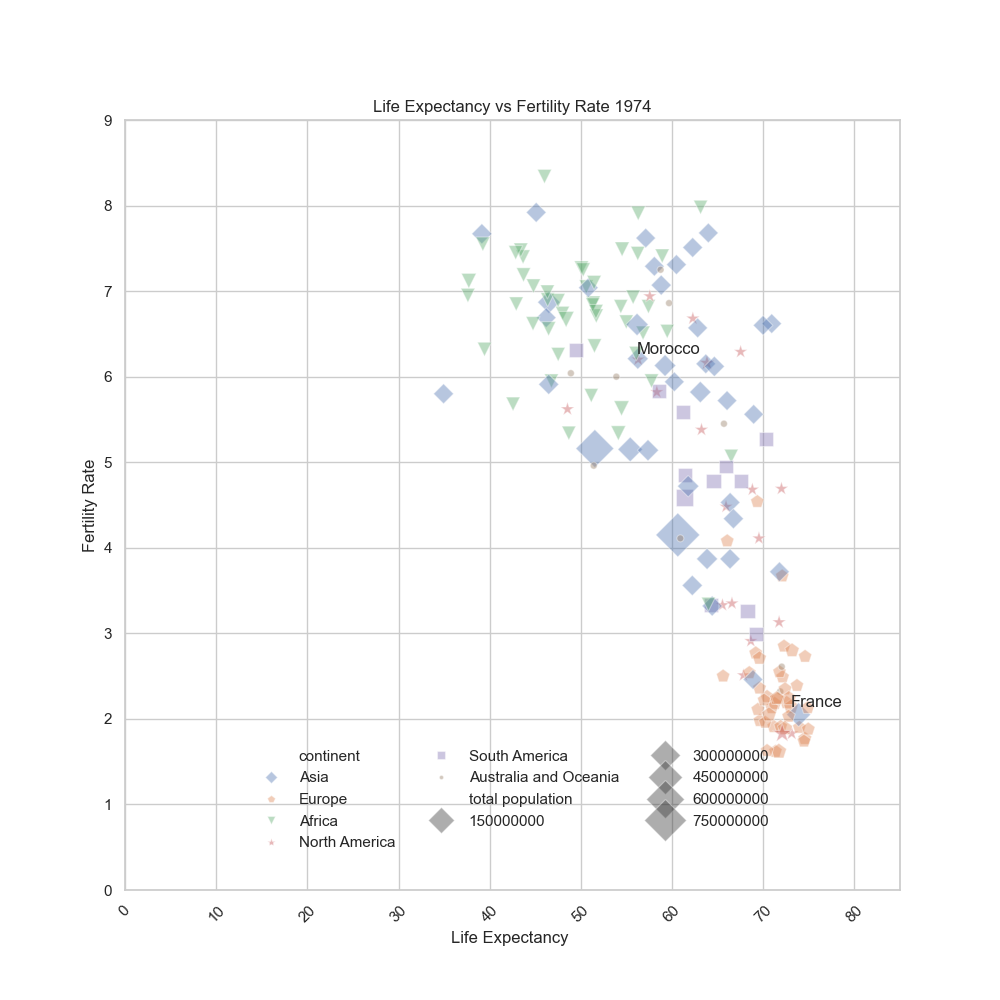 Life Expectancy vs Fertility Rate 1974
9
8
7
6
5
4
3
2
1
0
Fertility Rate
Morocco
France
continent
Asia
Europe
Africa
North America
South America
Australia and Oceania
total population
150000000
300000000
450000000
600000000
750000000
0 10 20 30 40 50 60 70 80
Life Expectancy